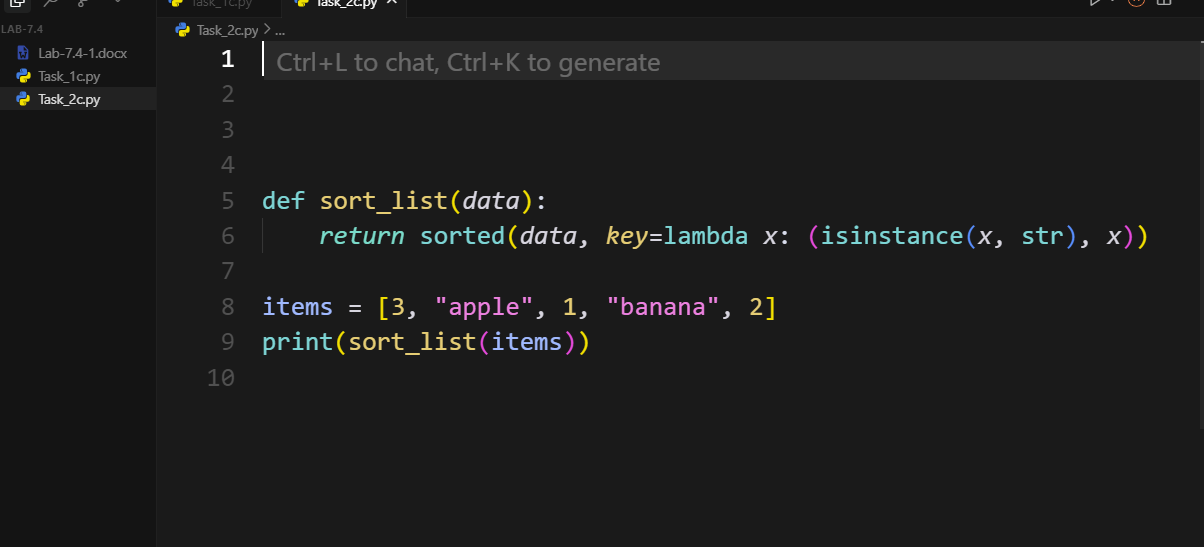 Task_1c.py
Task_2c.py
LAB-7.4
Lab-7.4-1.docx
Task_1c.py
Task_2c.py
Task_2c.py > ...
1 Ctrl+L to chat, Ctrl+K to generate
2
3
4
5 def sort_list(data):
6 return sorted(data, key=lambda x: (isinstance(x, str), x))
7
8 items = [3, "apple", 1, "banana", 2]
9 print(sort_list(items))
10